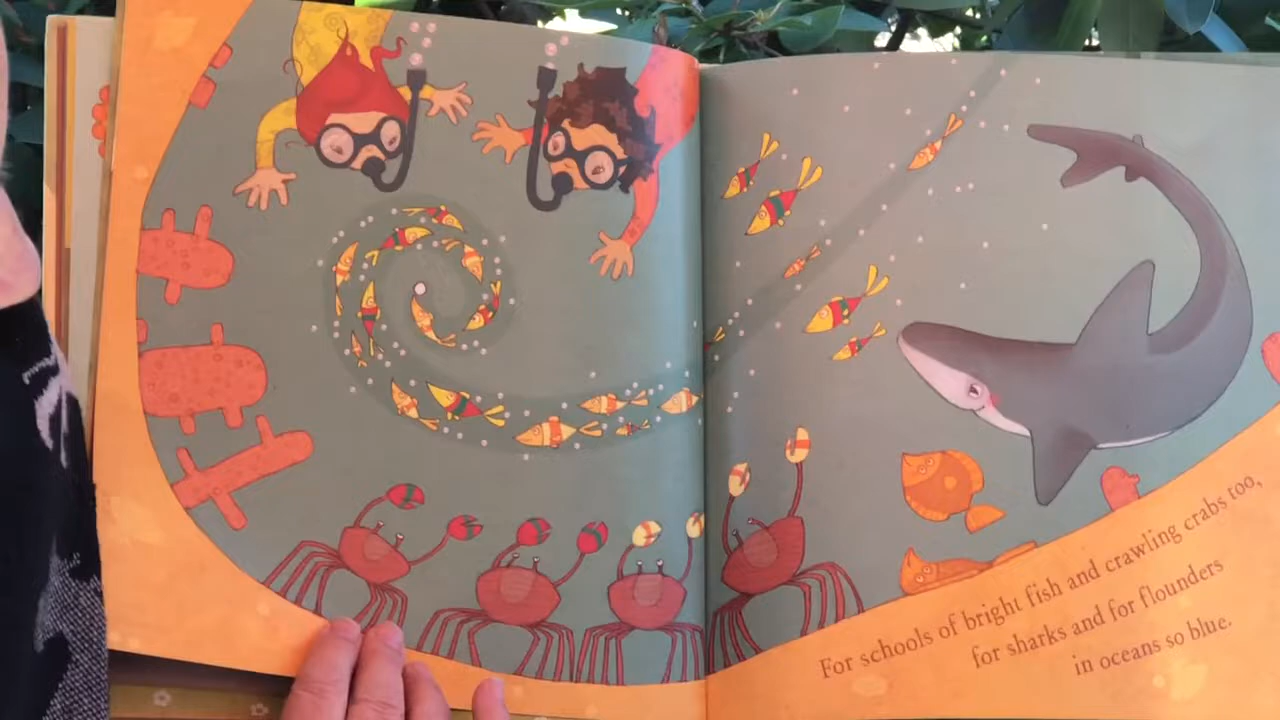 For schools of bright fish and crawling crabs too,
for sharks and for flounders
in oceans so blue.